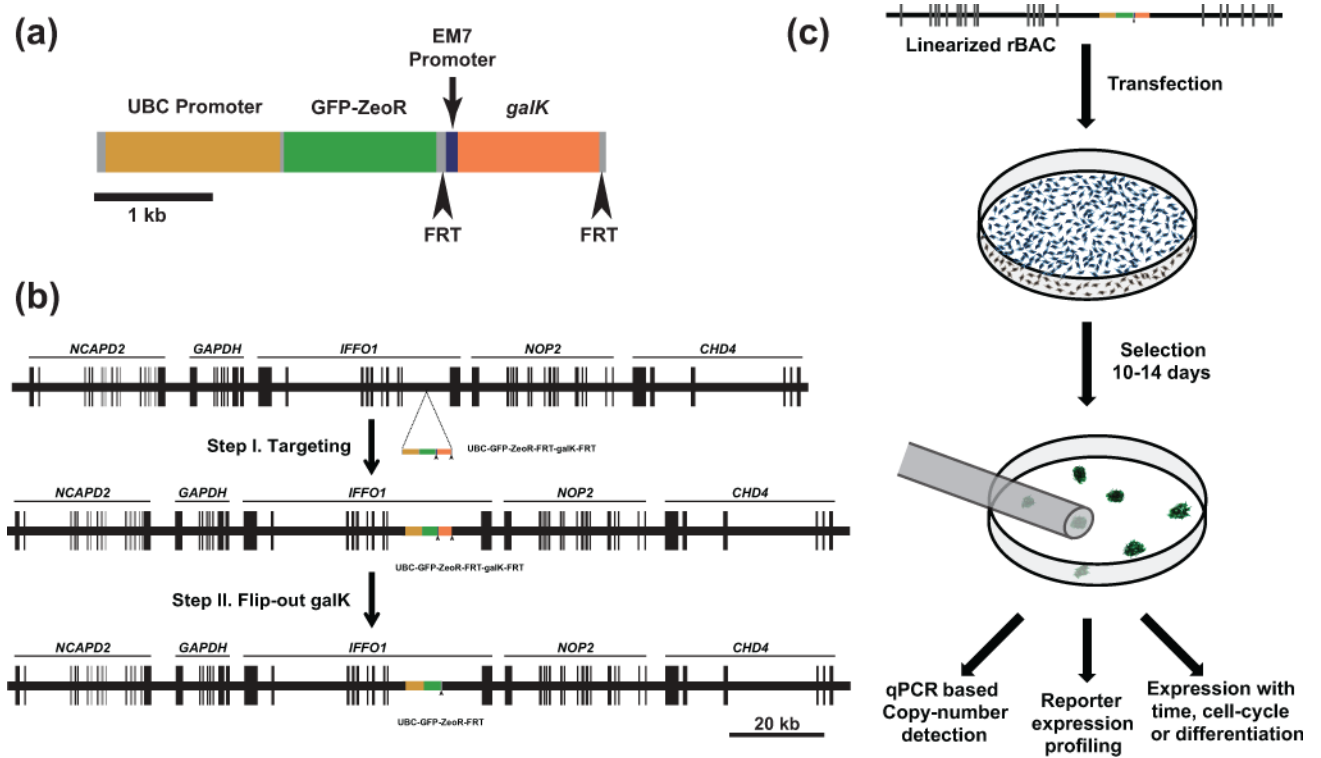 (a)
EM7
Promoter
UBC Promoter
GFP-ZeoR
galK
1 kb
FRT
FRT
(b)
NCAPD2
GAPDH
IFFO1
NOP2
CHD4
Step I. Targeting
UBC-GFP-ZeoR-FRT-galK-FRT
NCAPD2
GAPDH
IFFO1
NOP2
CHD4
UBC-GFP-ZeoR-FRT-galK-FRT
Step II. Flip-out galK
NCAPD2
GAPDH
IFFO1
NOP2
CHD4
UBC-GFP-ZeoR-FRT
20 kb
(c)
Linearized rBAC
Transfection
Selection
10-14 days
qPCR based
Copy-number
detection
Reporter
expression
profiling
Expression with
time, cell-cycle
or differentiation